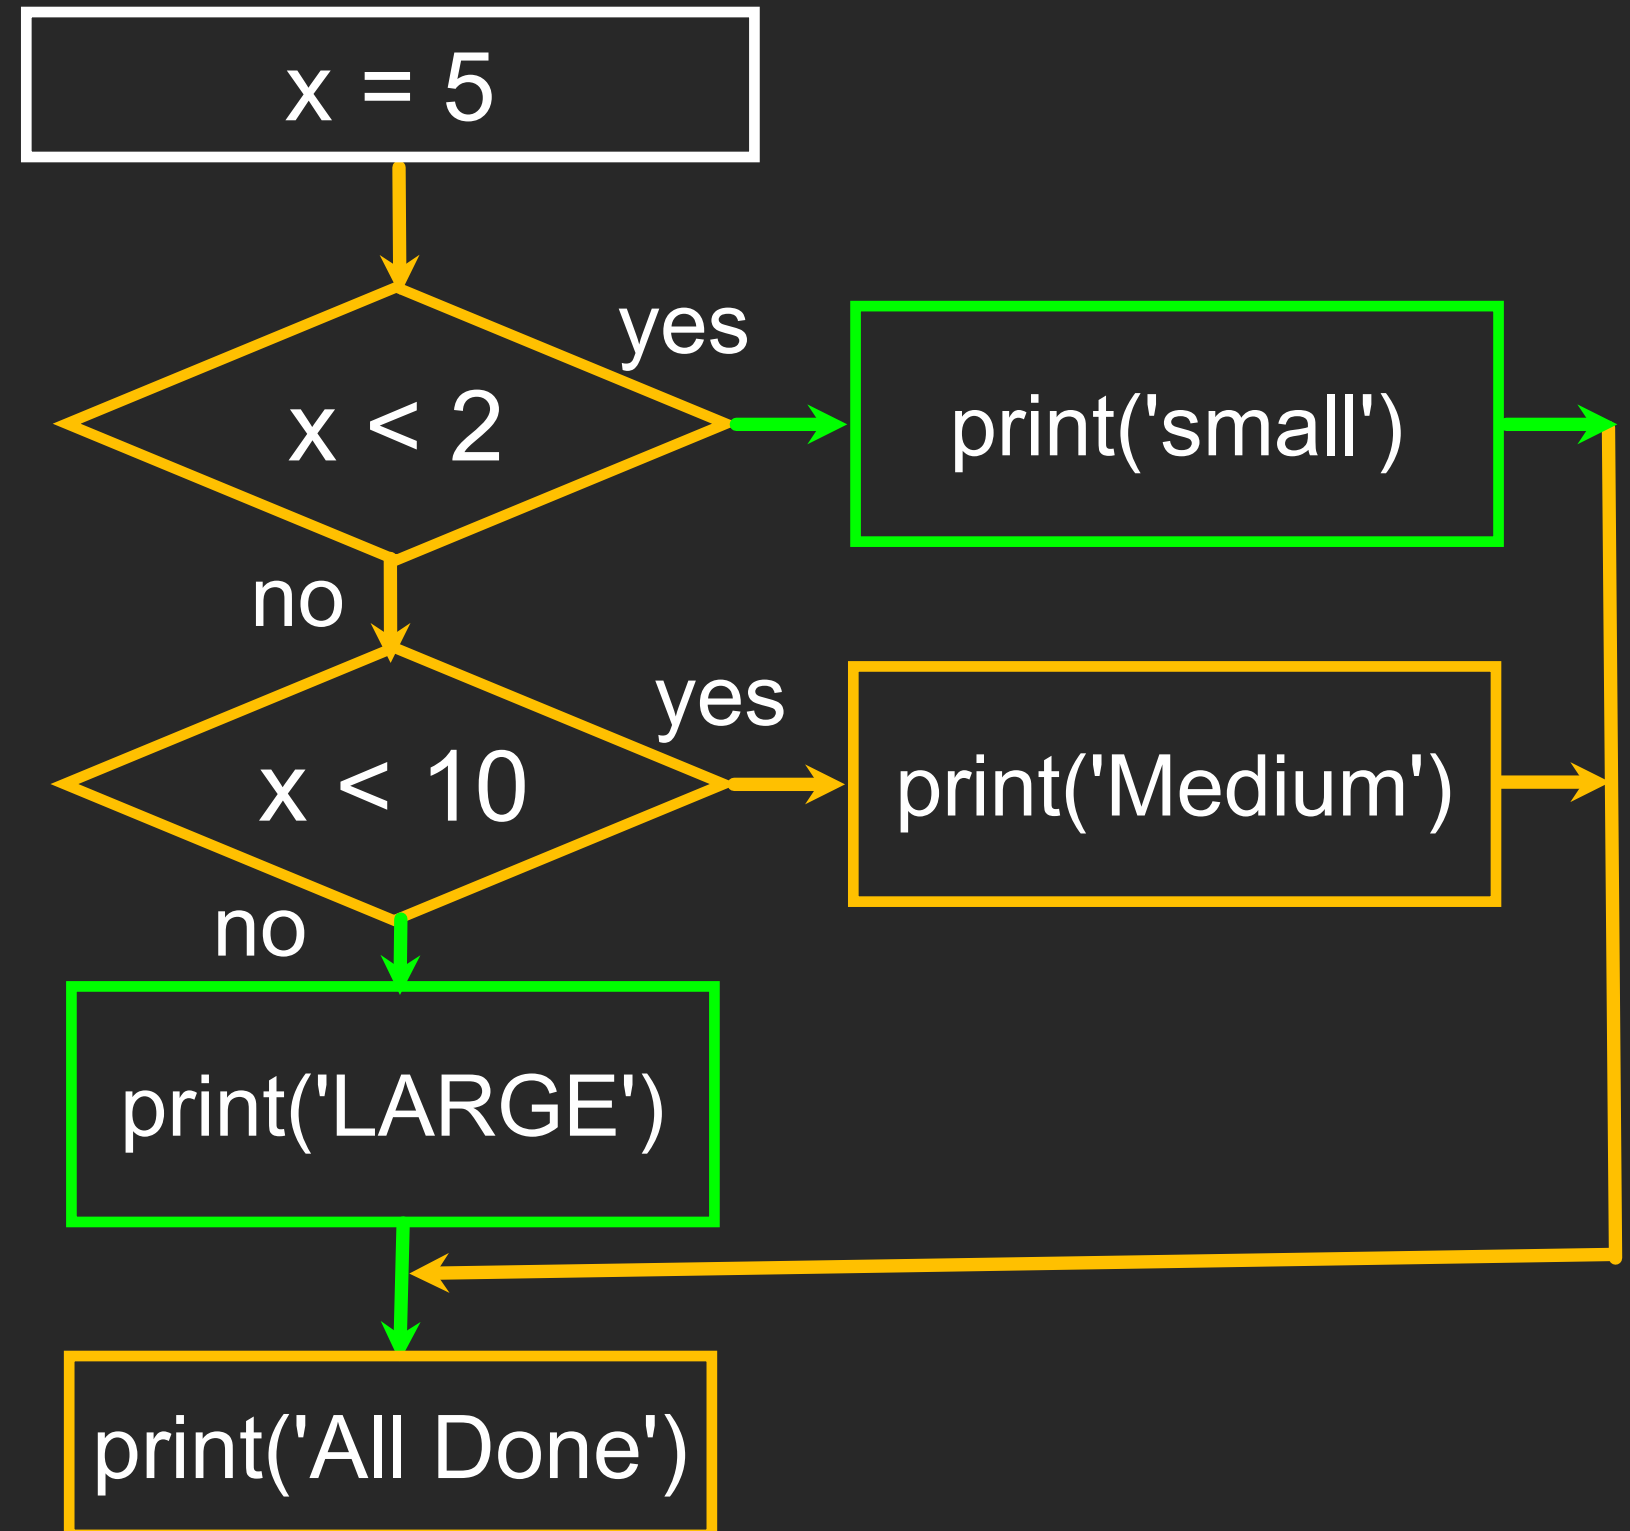 x = 5
yes
x < 2
print('small')
no
yes
x < 10
print('Medium')
no
print('LARGE')
print('All Done')